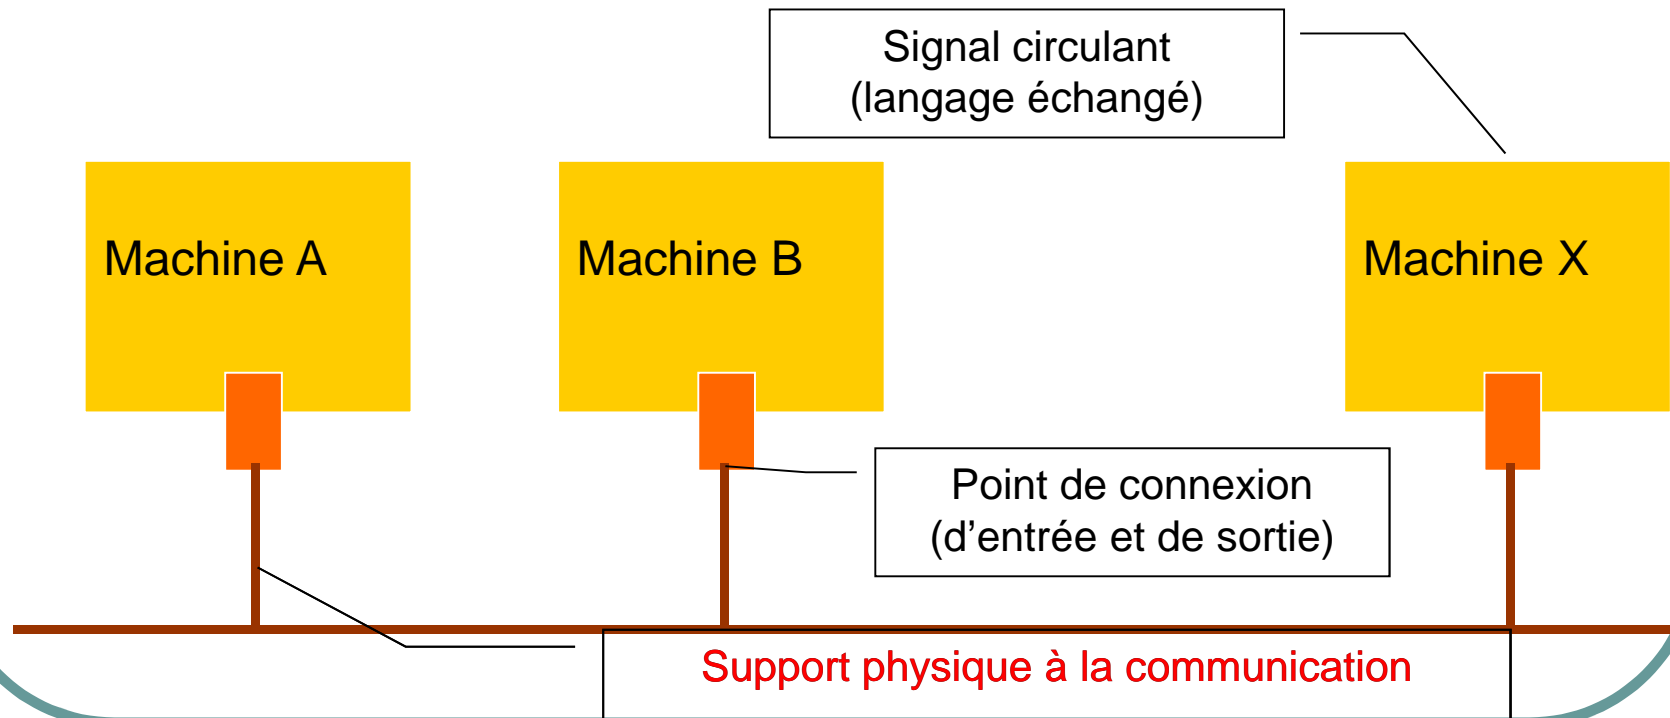 Signal circulant
(langage échangé)
Machine A
Machine B
Machine X
Point de connexion
(d’entrée et de sortie)
Support physique à la communication